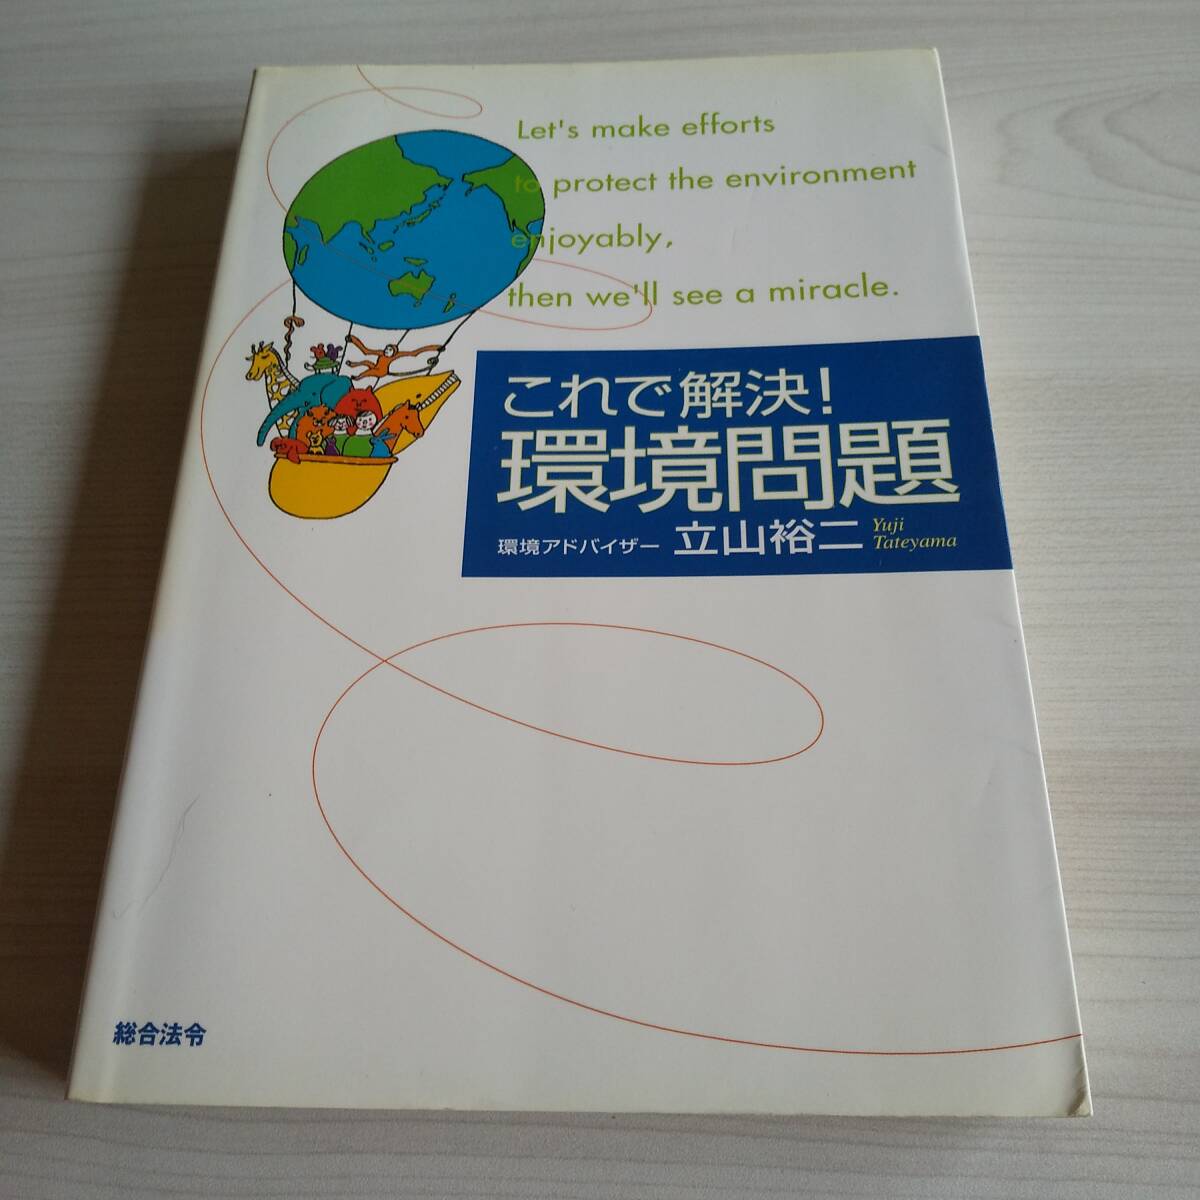 Let's make efforts
to protect the environment
enjoyably,
then we'll see a miracle.
これで解決!
環境問題
環境アドバイザー 立山裕二 Yuji
Tateyama
総合法令